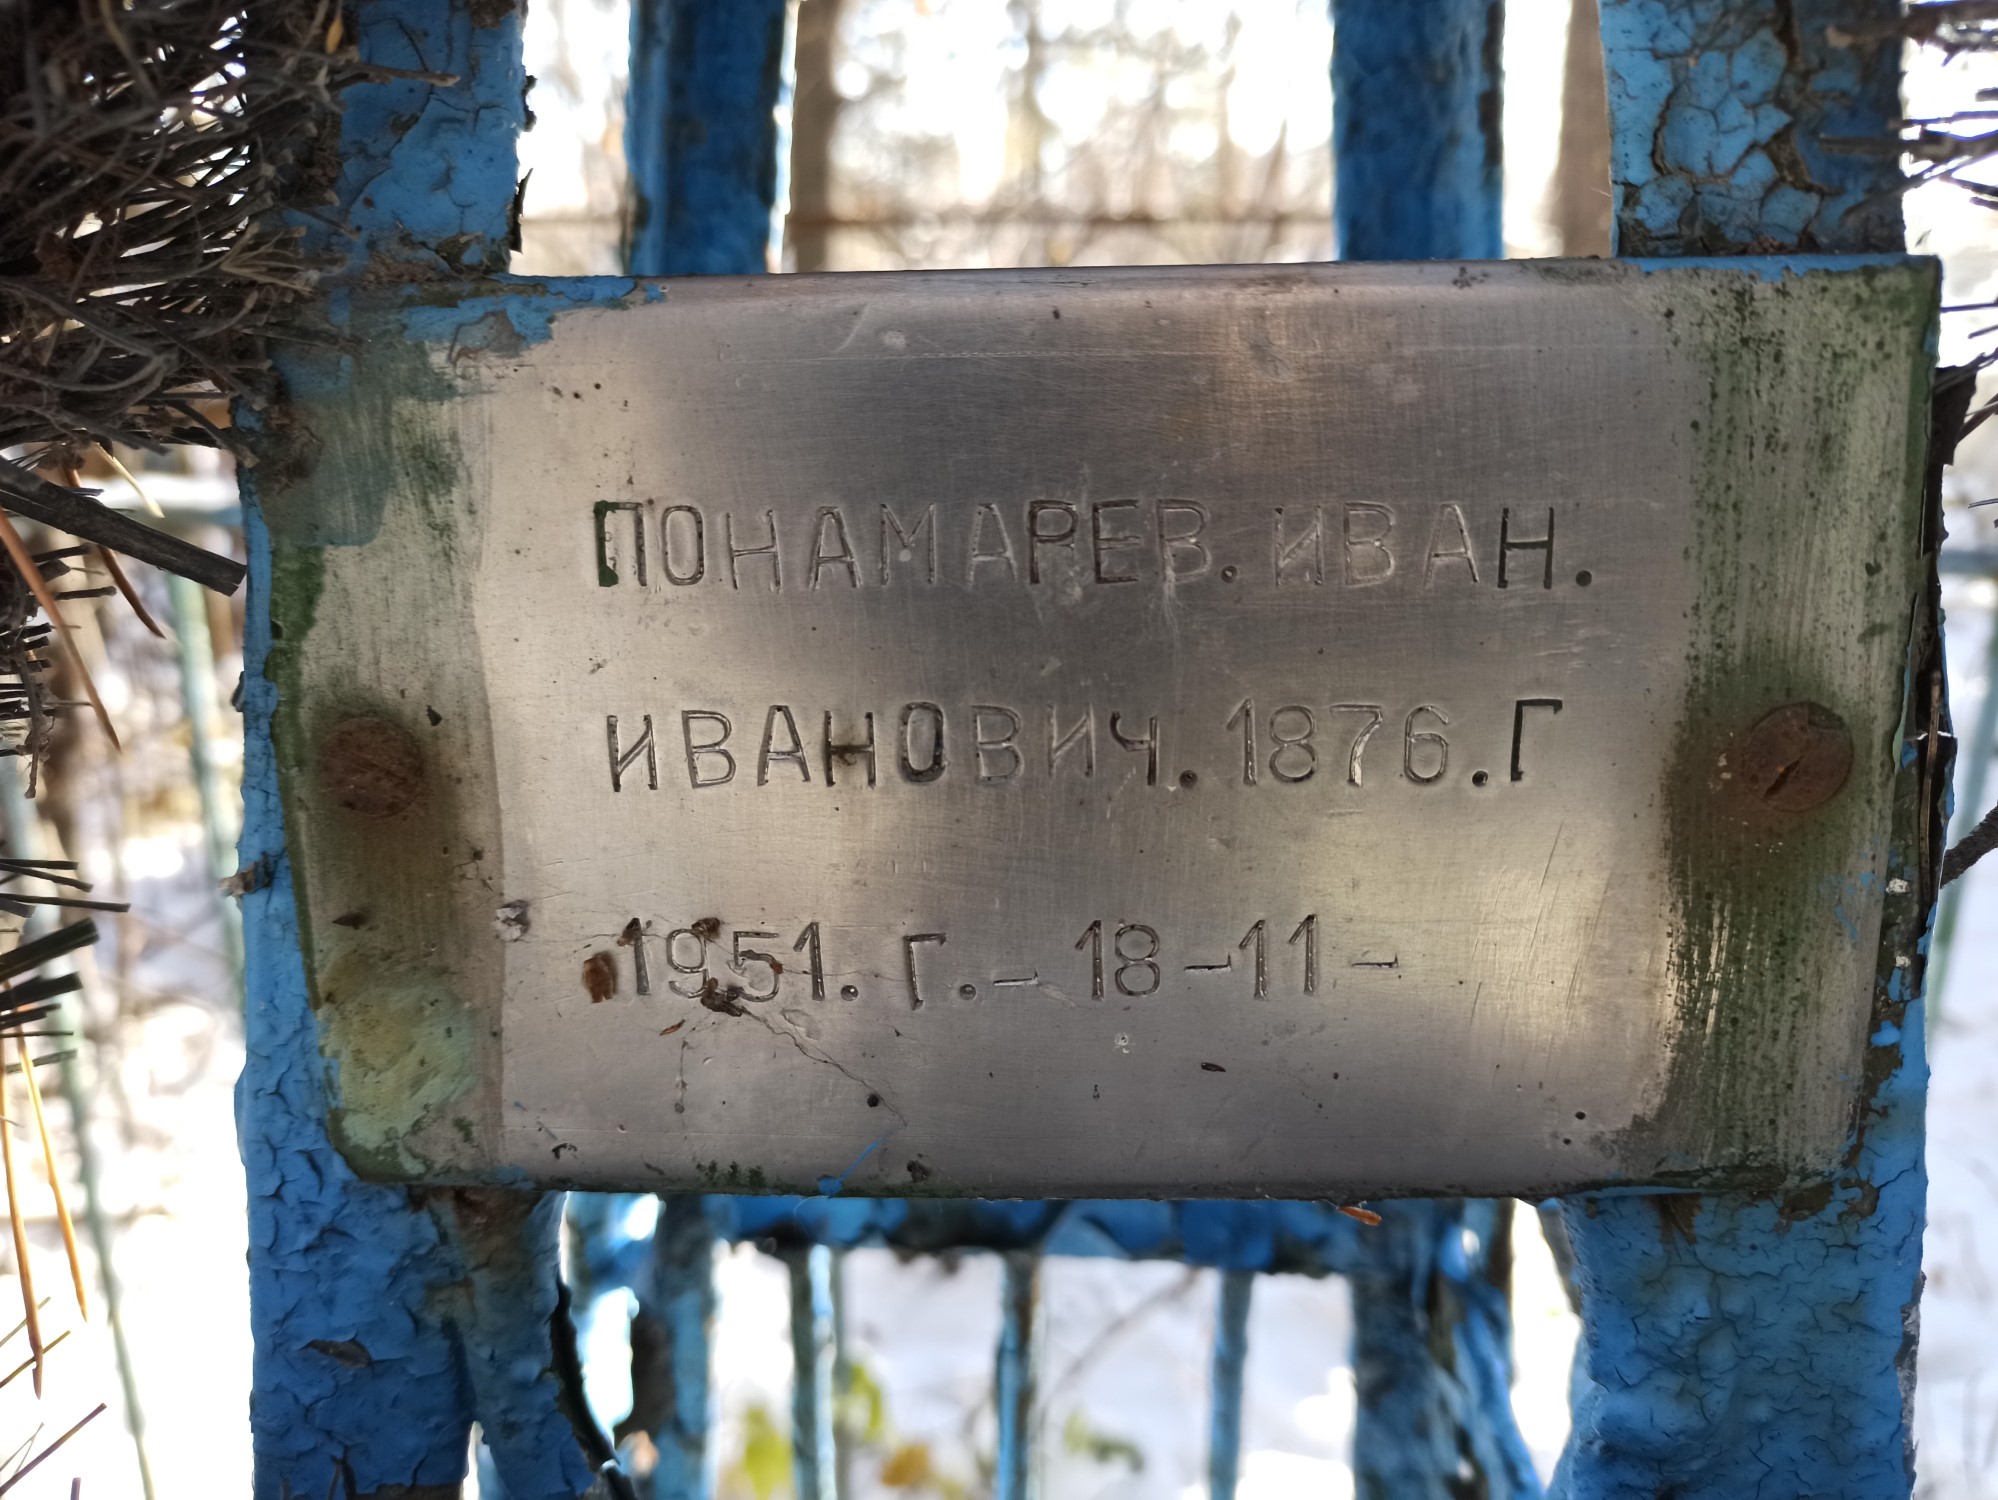 ПОНАМАРЕВ. ИВАН.
ИВАНОВИЧ. 1876.Г
1951. Г. – 18 – 11 –